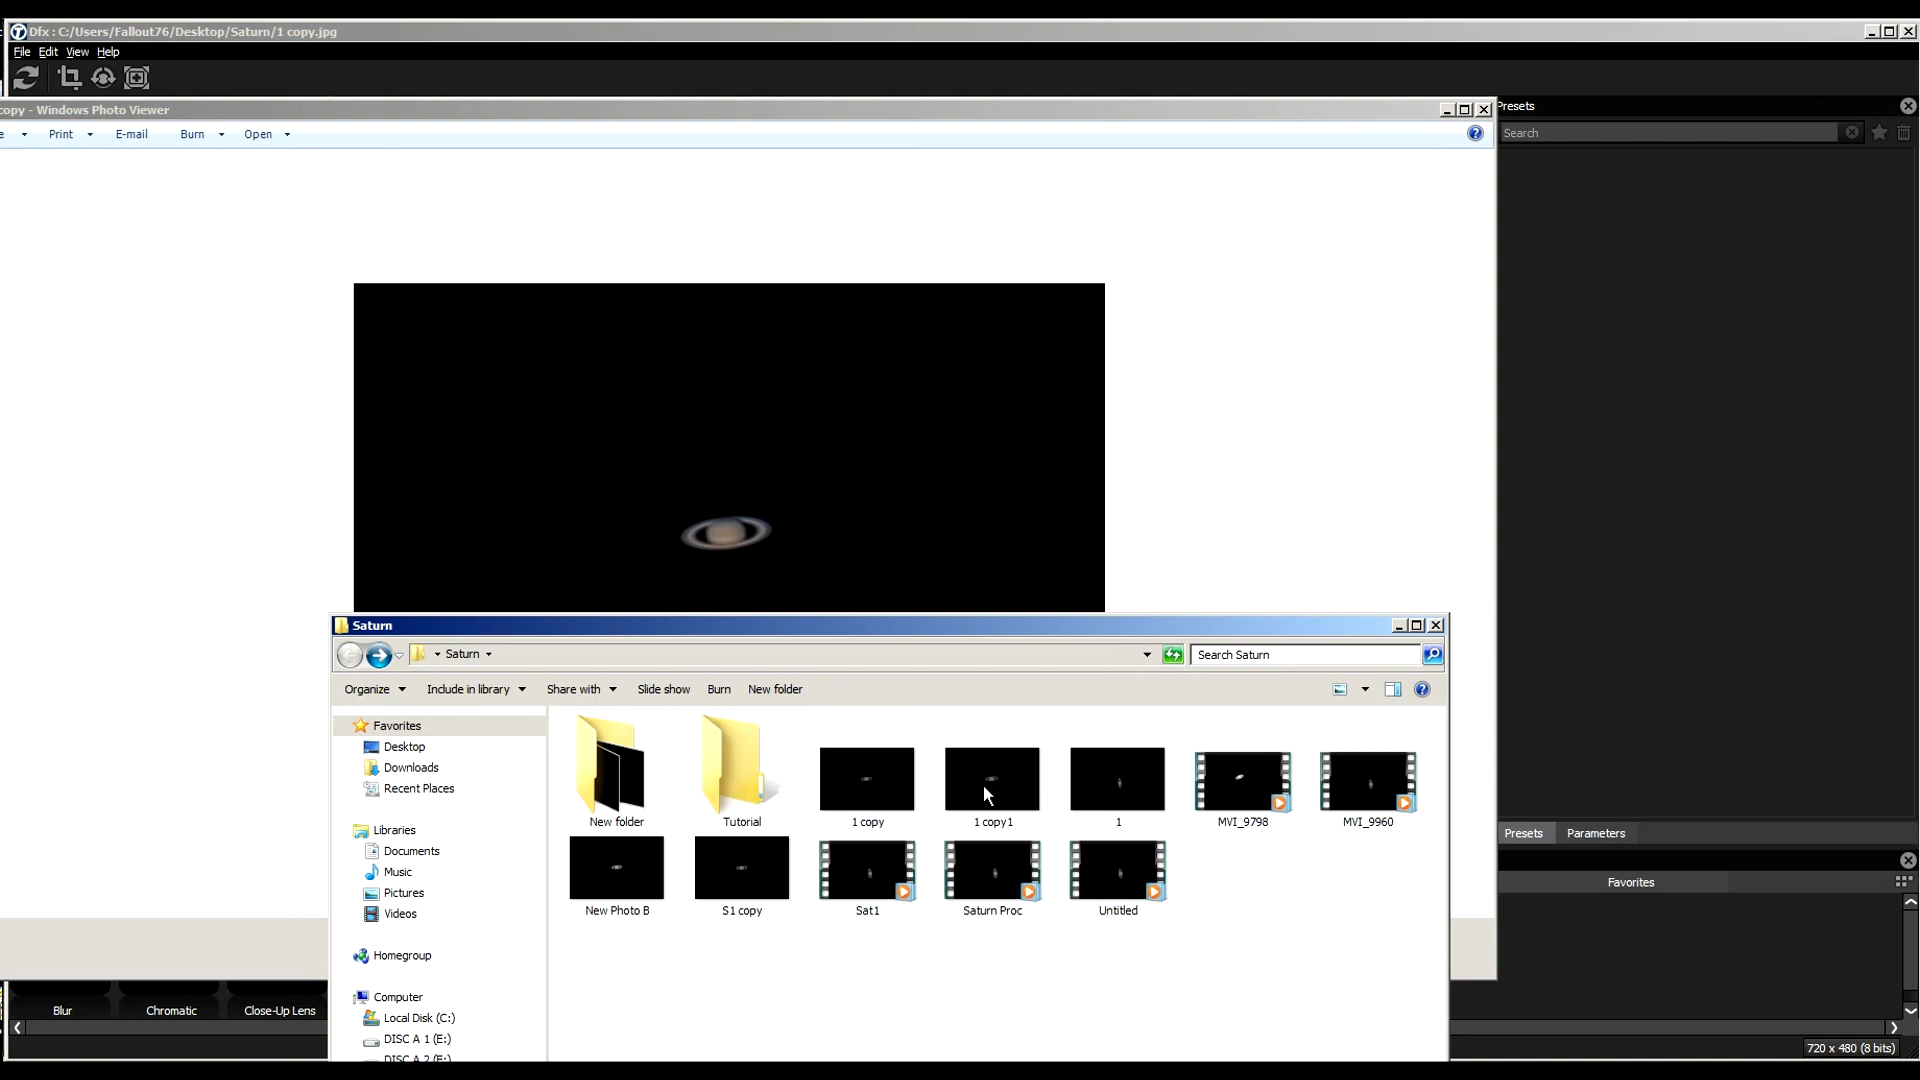 Dfx : C:/Users/Fallout76/Desktop/Saturn/1 copy.jpg
File Edit View Help
copy - Windows Photo Viewer
Print E-mail Burn Open
Presets
Search
Saturn
Saturn
Search Saturn
Organize Include in library Share with Slide show Burn New folder
Favorites
Desktop
Downloads
Recent Places
Libraries
Documents
Music
Pictures
Videos
Homegroup
Computer
Local Disk (C:)
DISC A 1 (E:)
DISC A 2 (F:)
New folder Tutorial 1 copy 1 copy1 1 MVI_9798 MVI_9960
New Photo B S1 copy Sat1 Saturn Proc Untitled
Presets Parameters
Favorites
Blur Chromatic Close-Up Lens
720 x 480 (8 bits)